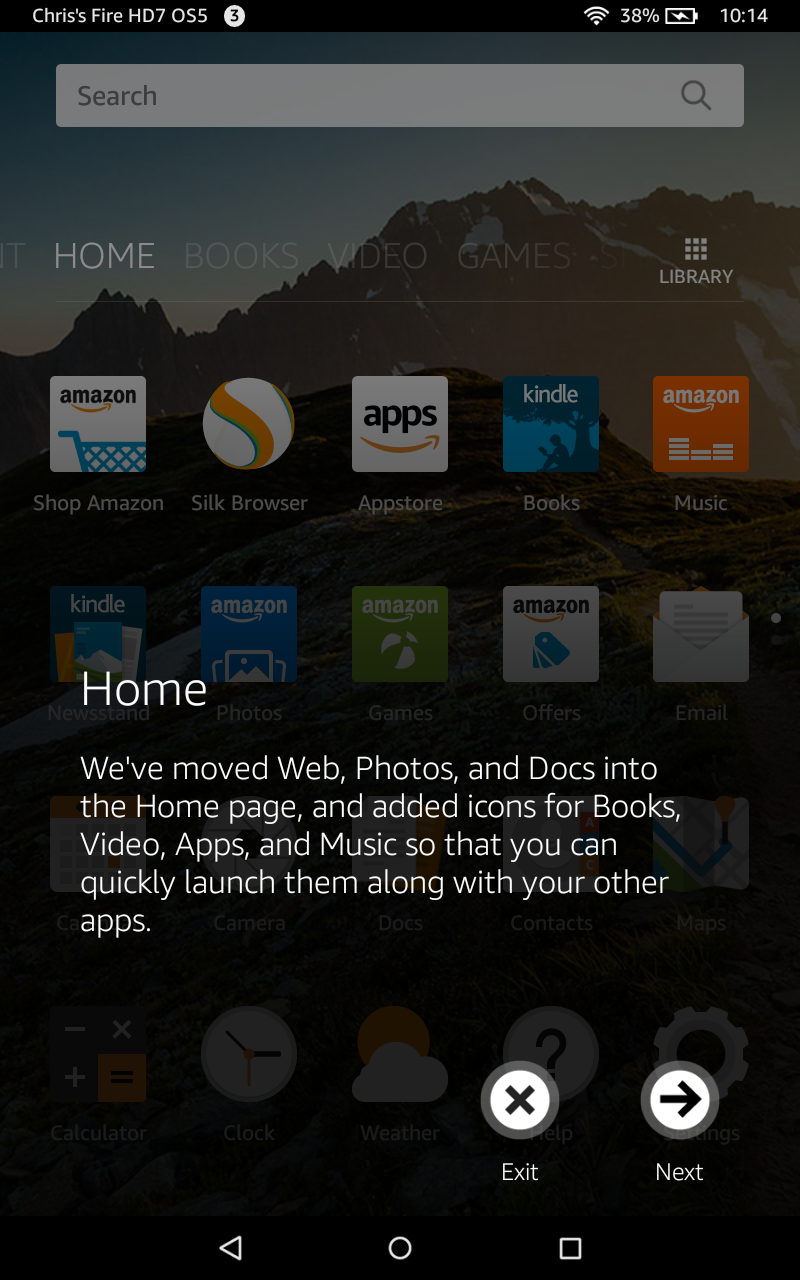 Chris's Fire HD7 OS5 3 38% 10:14
Search
NT HOME BOOKS VIDEO GAMES SH
LIBRARY
amazon apps kindle amazon
Shop Amazon Silk Browser Appstore Books Music
kindle amazon amazon amazon
Newsstand Photos Games Offers Email
Home
We've moved Web, Photos, and Docs into
the Home page, and added icons for Books,
Video, Apps, and Music so that you can
quickly launch them along with your other
apps.
Camera Docs Contacts Maps
Calculator Clock Weather Help Settings
Exit Next